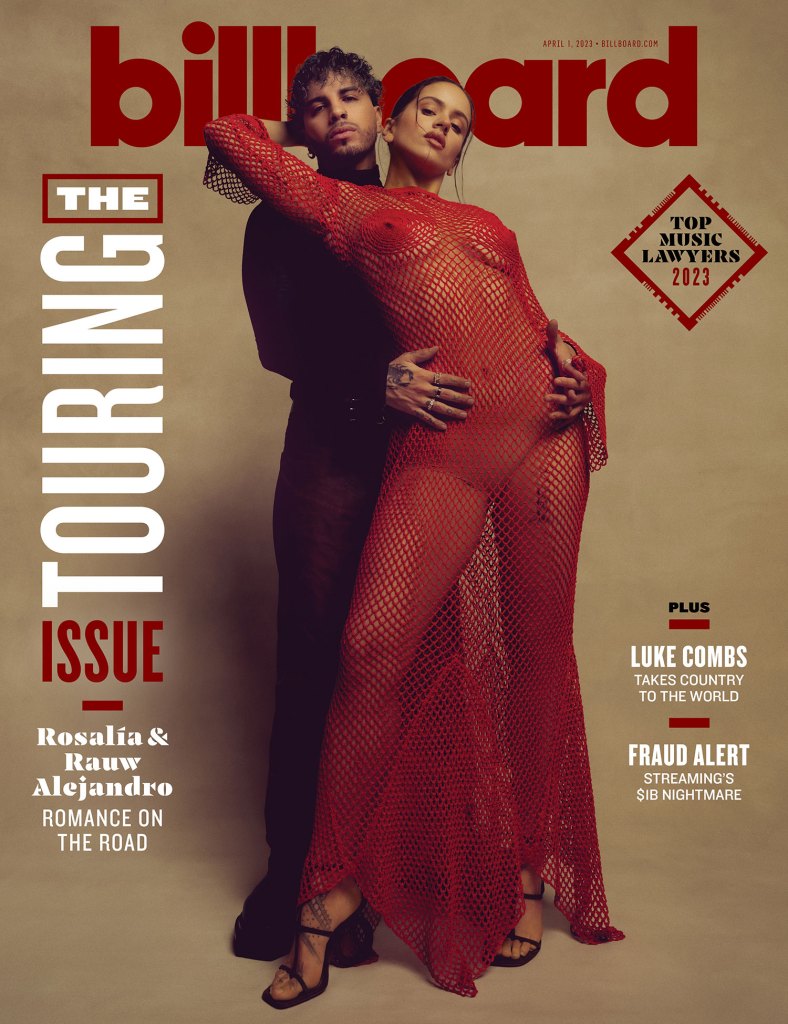 billboard
APRIL 1, 2023 • BILLBOARD.COM
THE
TOURING
ISSUE
Rosalía &
Rauw
Alejandro
ROMANCE ON
THE ROAD
TOP
MUSIC
LAWYERS
2023
PLUS
LUKE COMBS
TAKES COUNTRY
TO THE WORLD
FRAUD ALERT
STREAMING'S
$1B NIGHTMARE